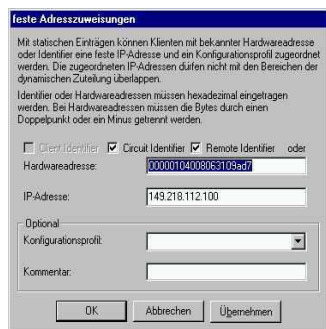 feste Adresszuweisungen
Mit statischen Einträgen können Klienten mit bekannter Hardwareadresse
oder Identifier eine feste IP-Adresse und ein Konfigurationsprofil zugeordnet
werden. Die zugeordneten IP-Adressen dürfen nicht mit den Bereichen der
dynamischen Zuteilung überlappen.
Identifier oder Hardwareadressen müssen hexadezimal eingetragen
werden. Bei Hardwareadressen müssen die Bytes durch einen
Doppelpunkt oder ein Minus getrennt werden.
Client Identifier Circuit Identifier Remote Identifier oder
Hardwareadresse: 00000104008063109ad7
IP-Adresse: 149.218.112.100
Optional
Konfigurationsprofil:
Kommentar:
OK Abbrechen Übernehmen